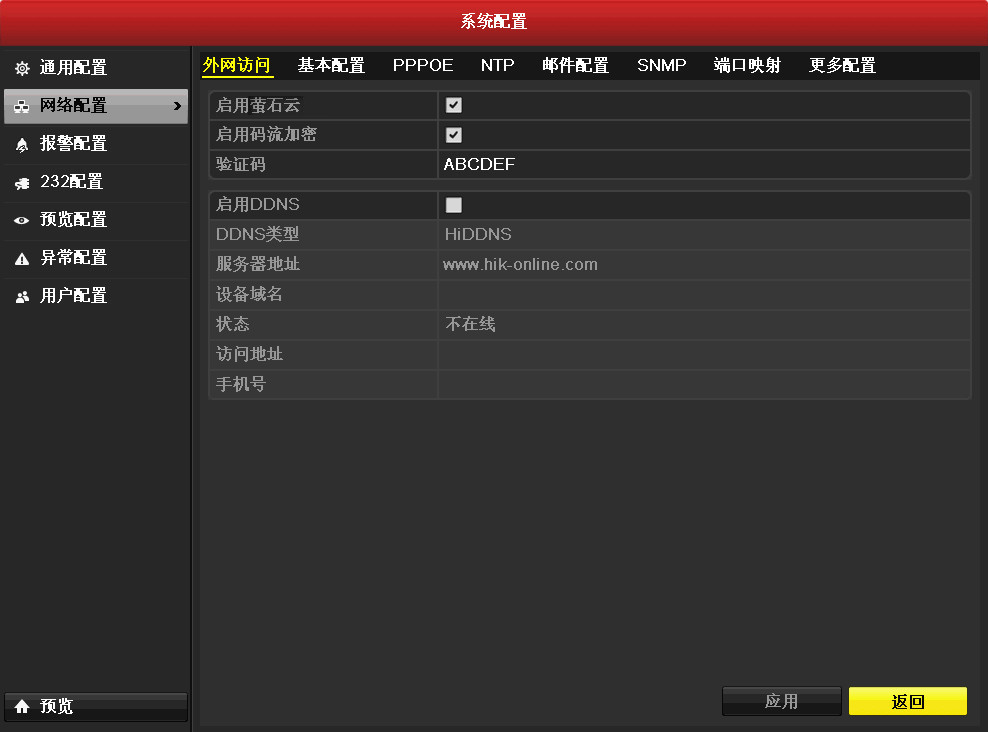 系统配置
通用配置
网络配置
报警配置
232配置
预览配置
异常配置
用户配置
预览
外网访问 基本配置 PPPOE NTP 邮件配置 SNMP 端口映射 更多配置
启用萤石云
启用码流加密
验证码 ABCDEF
启用DDNS
DDNS类型 HiDDNS
服务器地址 www.hik-online.com
设备域名
状态 不在线
访问地址
手机号
应用 返回